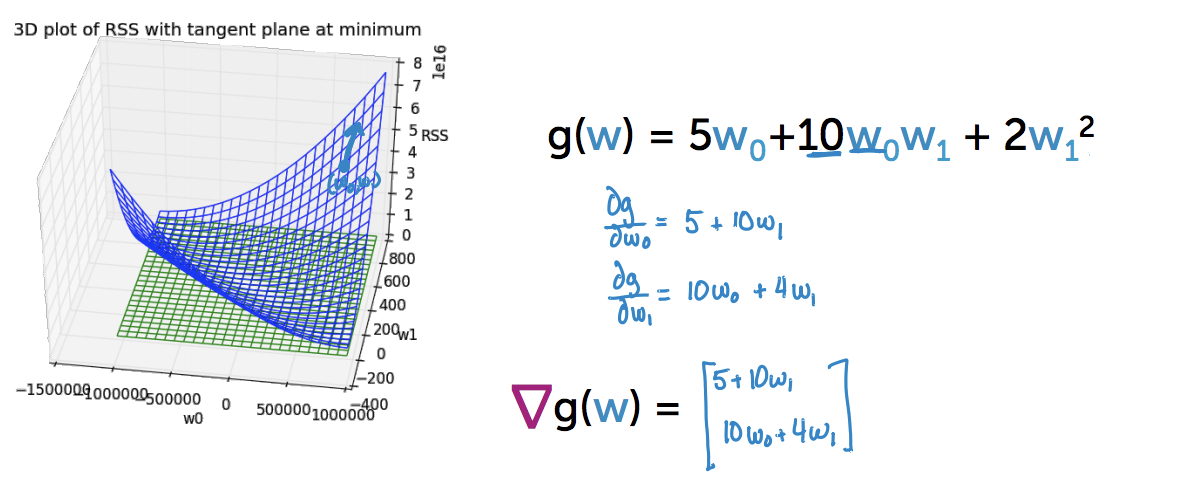 3D plot of RSS with tangent plane at minimum
1e16
8
7
6
5 RSS
4
3
2
1
0
800
600
400
200 w1
0
−200
−400
−1500000 −1000000 −500000 0 500000 1000000
w0
g(w) = 5w₀+10w₀w₁ + 2w₁²
∂g/∂w₀ = 5 + 10w₁
∂g/∂w₁ = 10w₀ + 4w₁
∇g(w) = [5+10w₁
10w₀+4w₁]